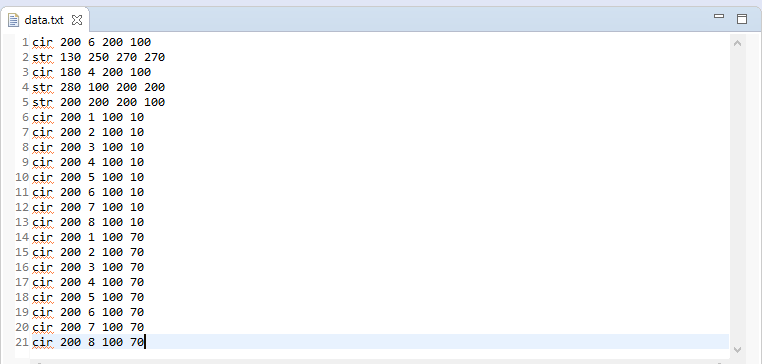 data.txt
1 cir 200 6 200 100
2 str 130 250 270 270
3 cir 180 4 200 100
4 str 280 100 200 200
5 str 200 200 200 100
6 cir 200 1 100 10
7 cir 200 2 100 10
8 cir 200 3 100 10
9 cir 200 4 100 10
10 cir 200 5 100 10
11 cir 200 6 100 10
12 cir 200 7 100 10
13 cir 200 8 100 10
14 cir 200 1 100 70
15 cir 200 2 100 70
16 cir 200 3 100 70
17 cir 200 4 100 70
18 cir 200 5 100 70
19 cir 200 6 100 70
20 cir 200 7 100 70
21 cir 200 8 100 70